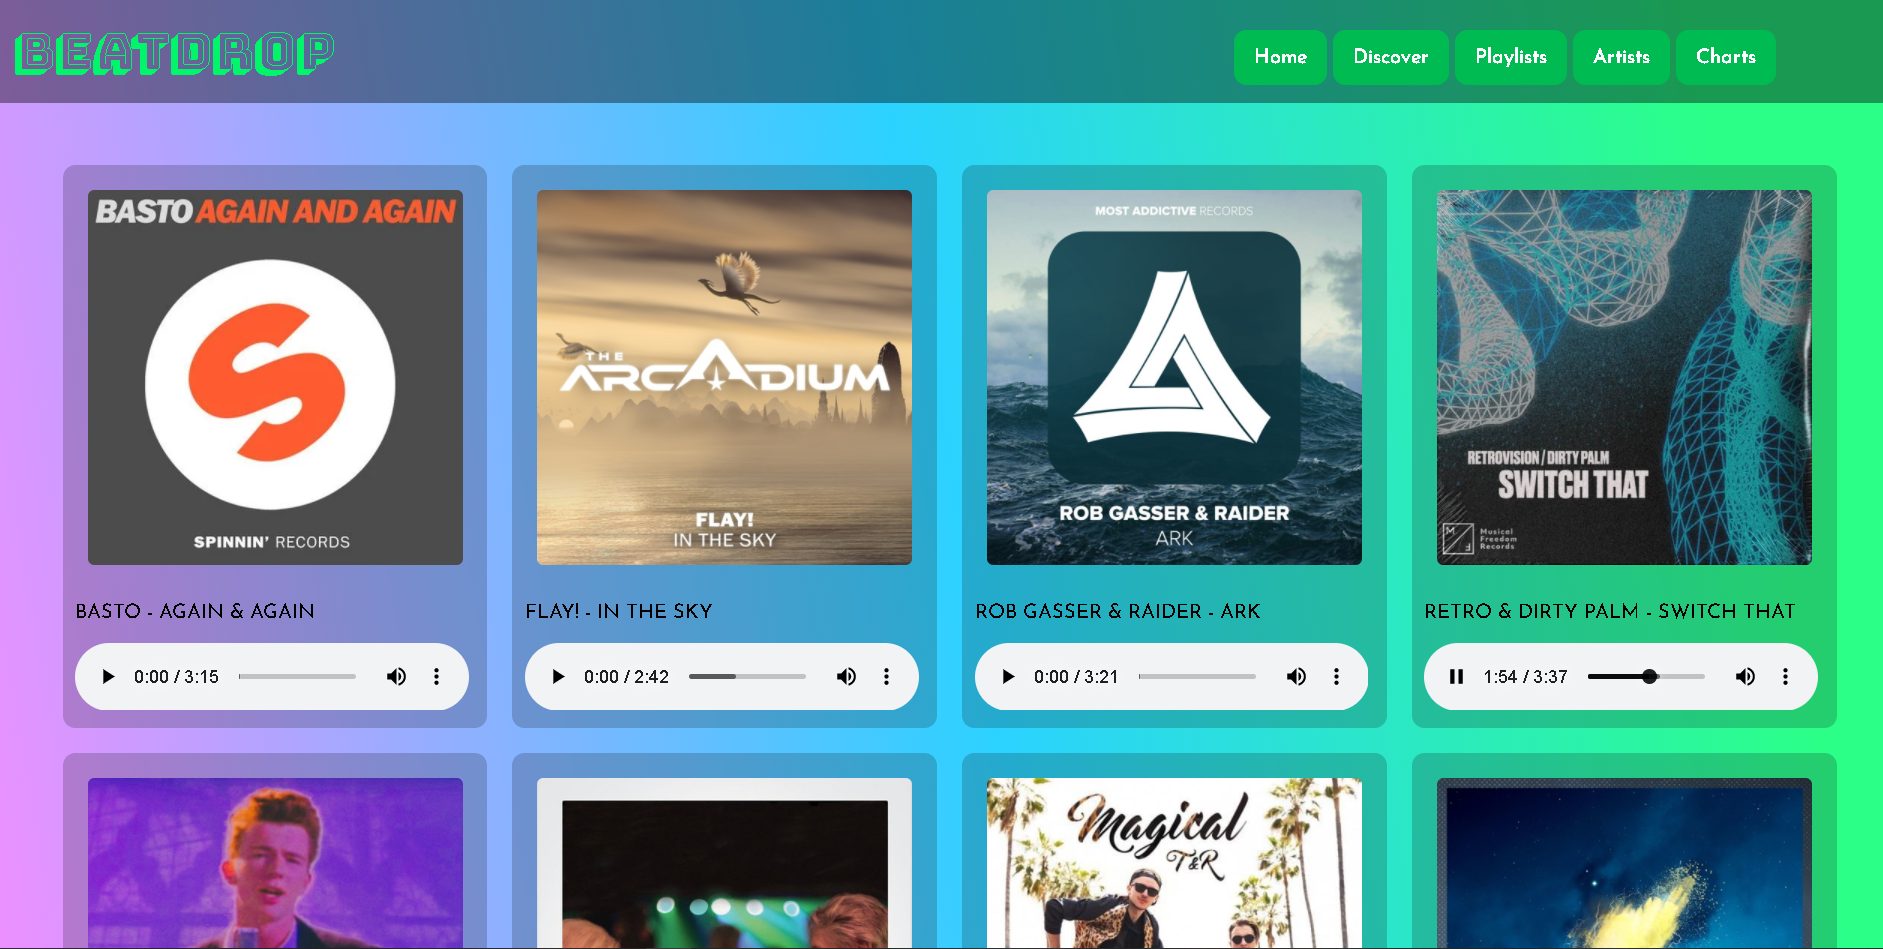 BEATDROP
Home
Discover
Playlists
Artists
Charts
BASTO AGAIN AND AGAIN
SPINNIN' RECORDS
BASTO - AGAIN & AGAIN
0:00 / 3:15
THE
ARCADIUM
FLAY!
IN THE SKY
FLAY! - IN THE SKY
0:00 / 2:42
MOST ADDICTIVE RECORDS
ROB GASSER & RAIDER
ARK
ROB GASSER & RAIDER - ARK
0:00 / 3:21
RETROVISION / DIRTY PALM
SWITCH THAT
M
F
Musical
Freedom
Records
RETRO & DIRTY PALM - SWITCH THAT
1:54 / 3:37
Magical
T&R